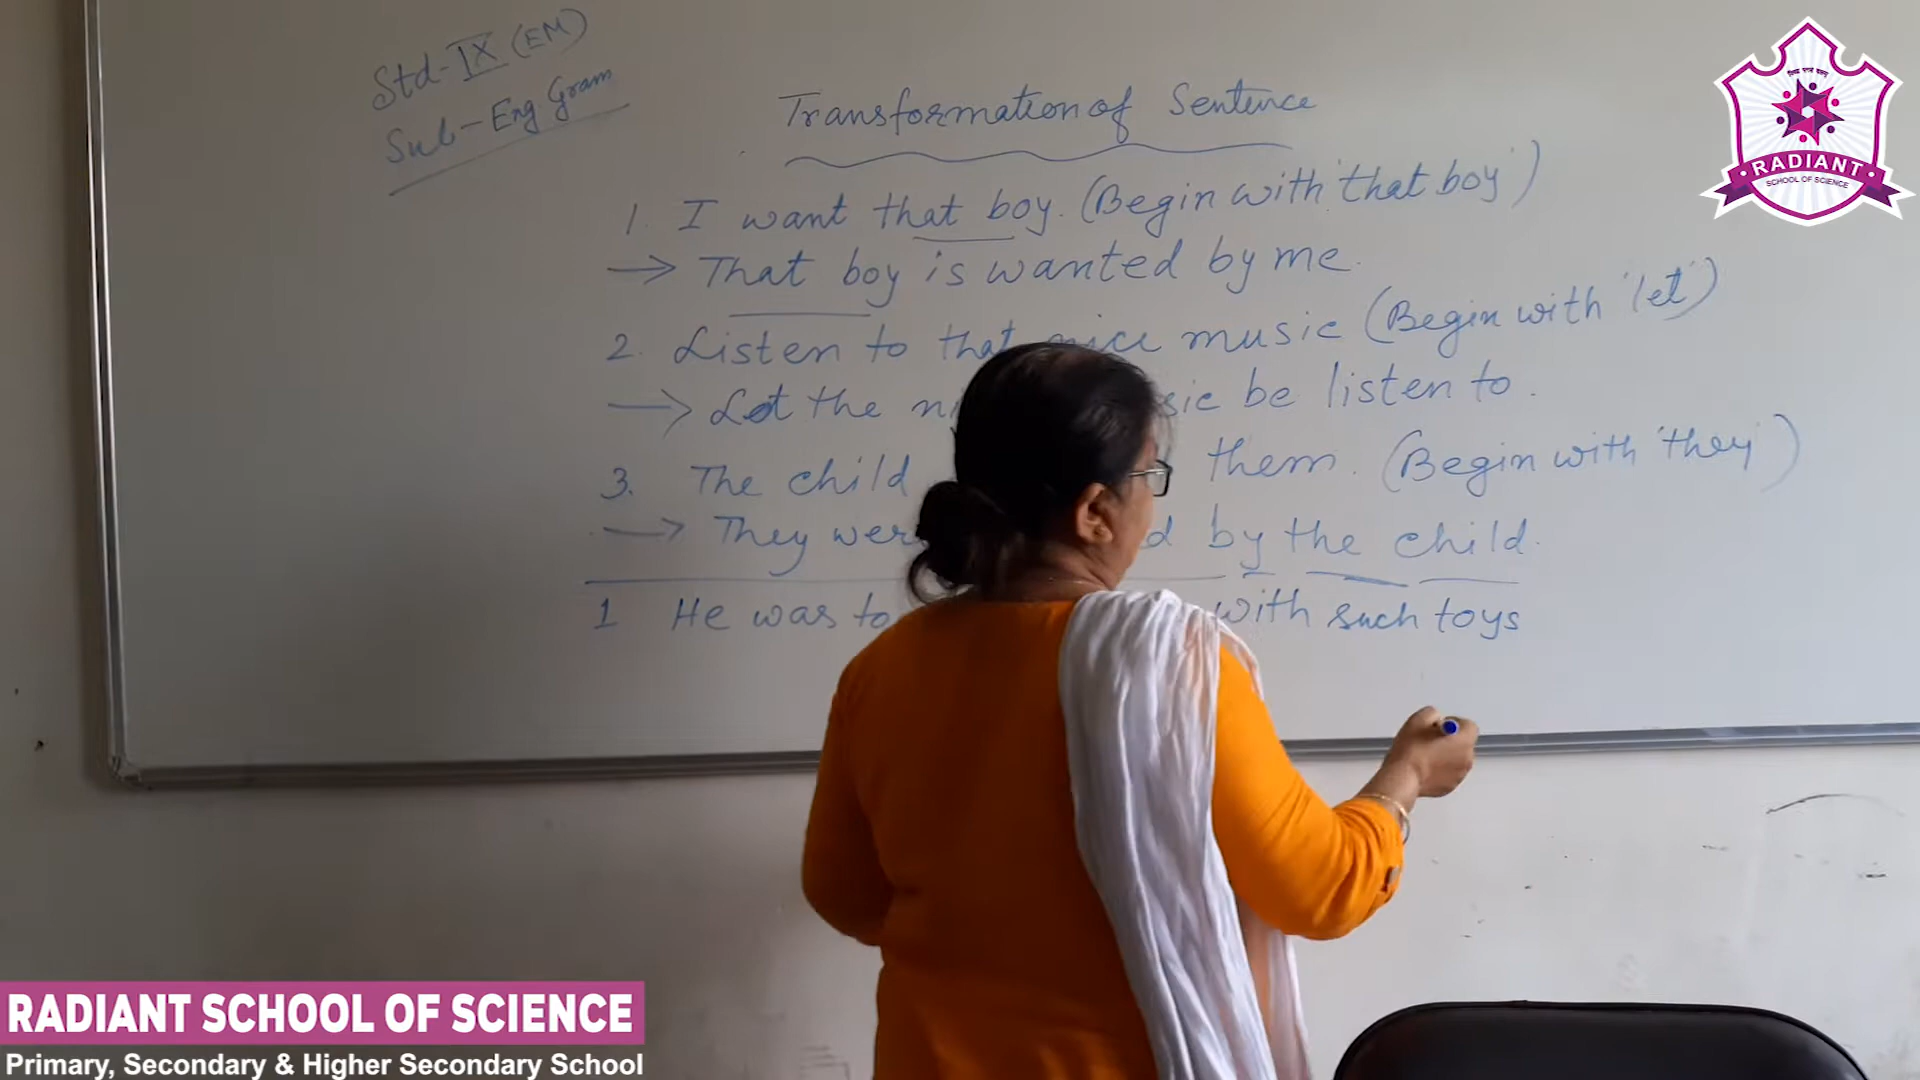 Std-IX (EM)
Sub-Eng. Gram
Transformation of Sentence
1. I want that boy. (Begin with 'that boy')
→ That boy is wanted by me.
2. Listen to that nice music (Begin with 'let')
→ Let the be listen to.
3. The child them. (Begin with 'they')
→ They by the child.
1 He was with such toys
RADIANT
SCHOOL OF SCIENCE
RADIANT SCHOOL OF SCIENCE
Primary, Secondary & Higher Secondary School